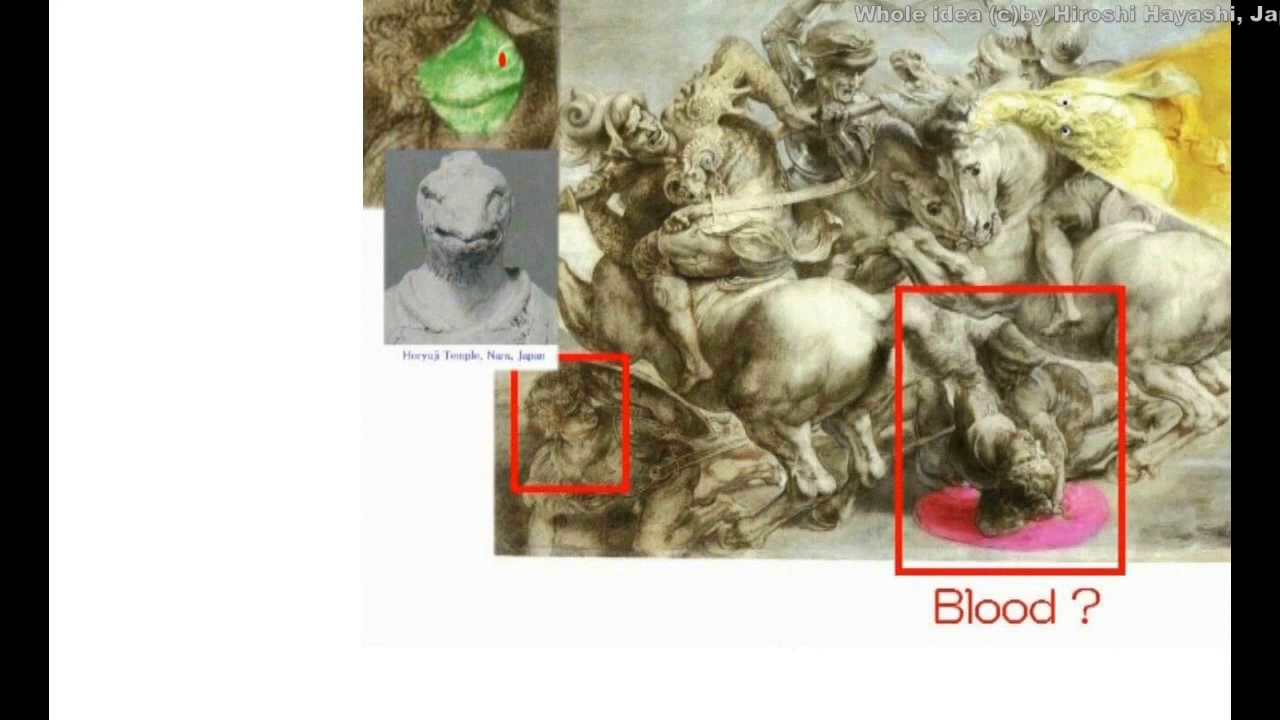 Whole idea (c)by Hiroshi Hayashi, Ja
Horyuji Temple, Nara, Japan
Blood ?